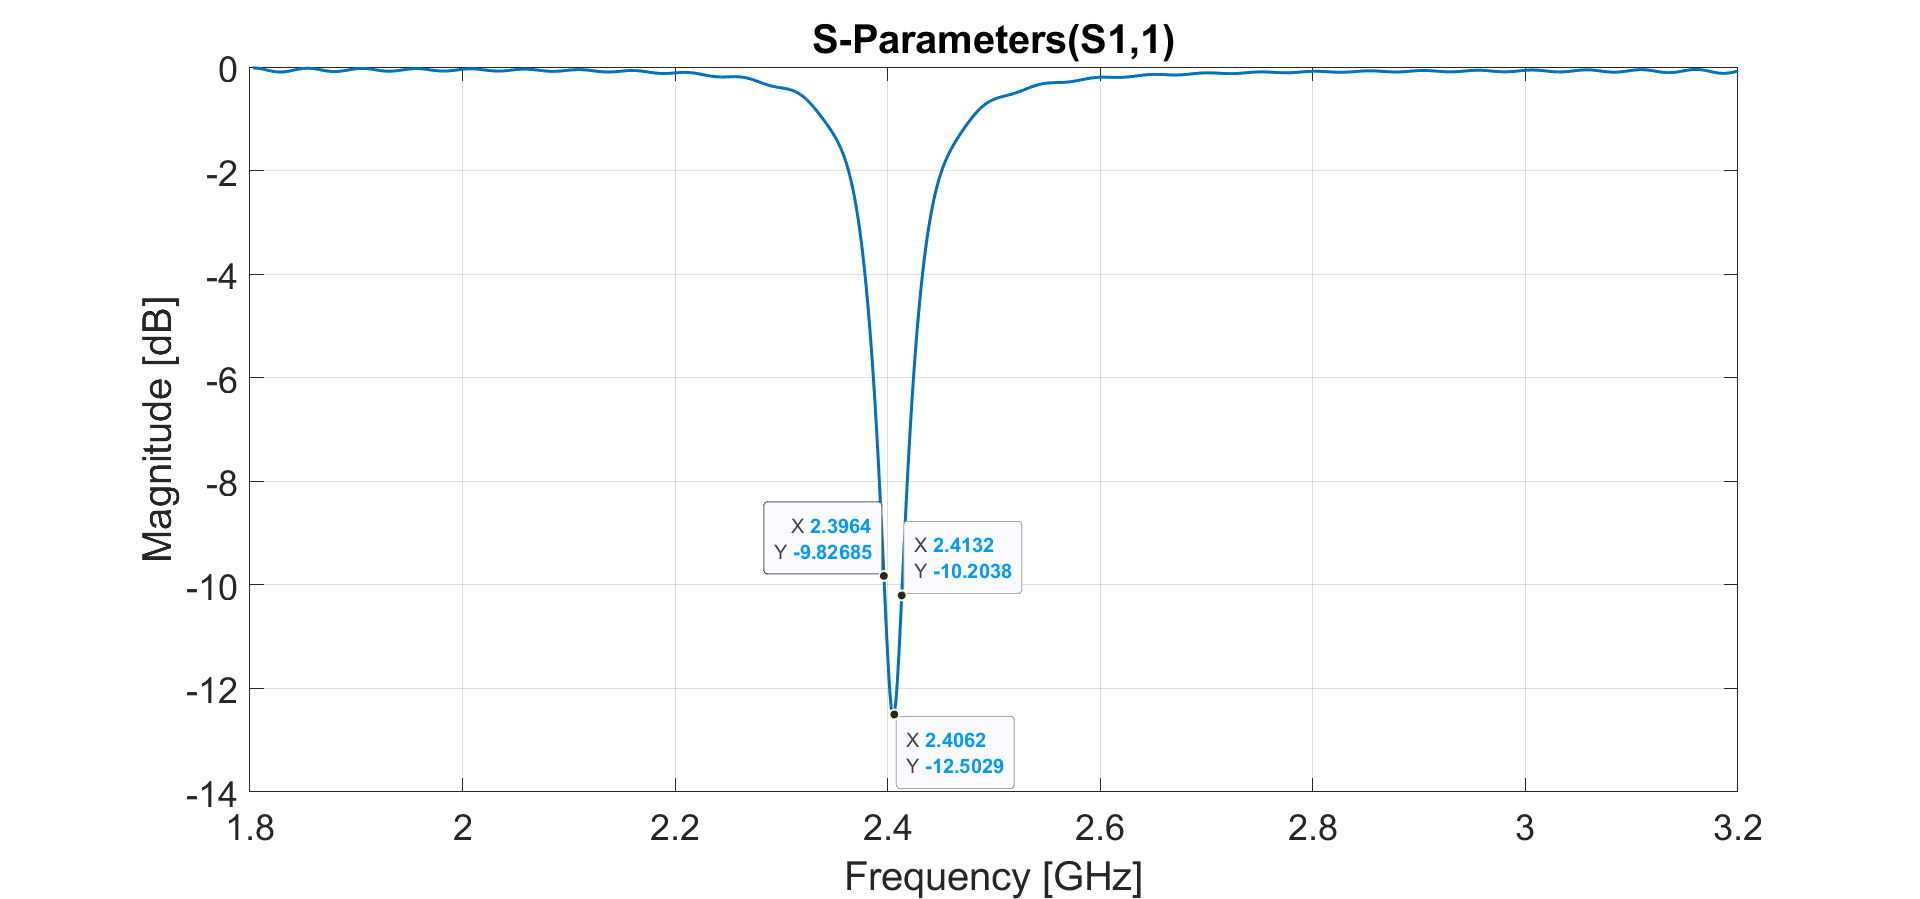 S-Parameters(S1,1)
0
-2
-4
-6
-8
-10
-12
-14
Magnitude [dB]
X 2.3964
Y -9.82685
X 2.4132
Y -10.2038
X 2.4062
Y -12.5029
1.8 2 2.2 2.4 2.6 2.8 3 3.2
Frequency [GHz]